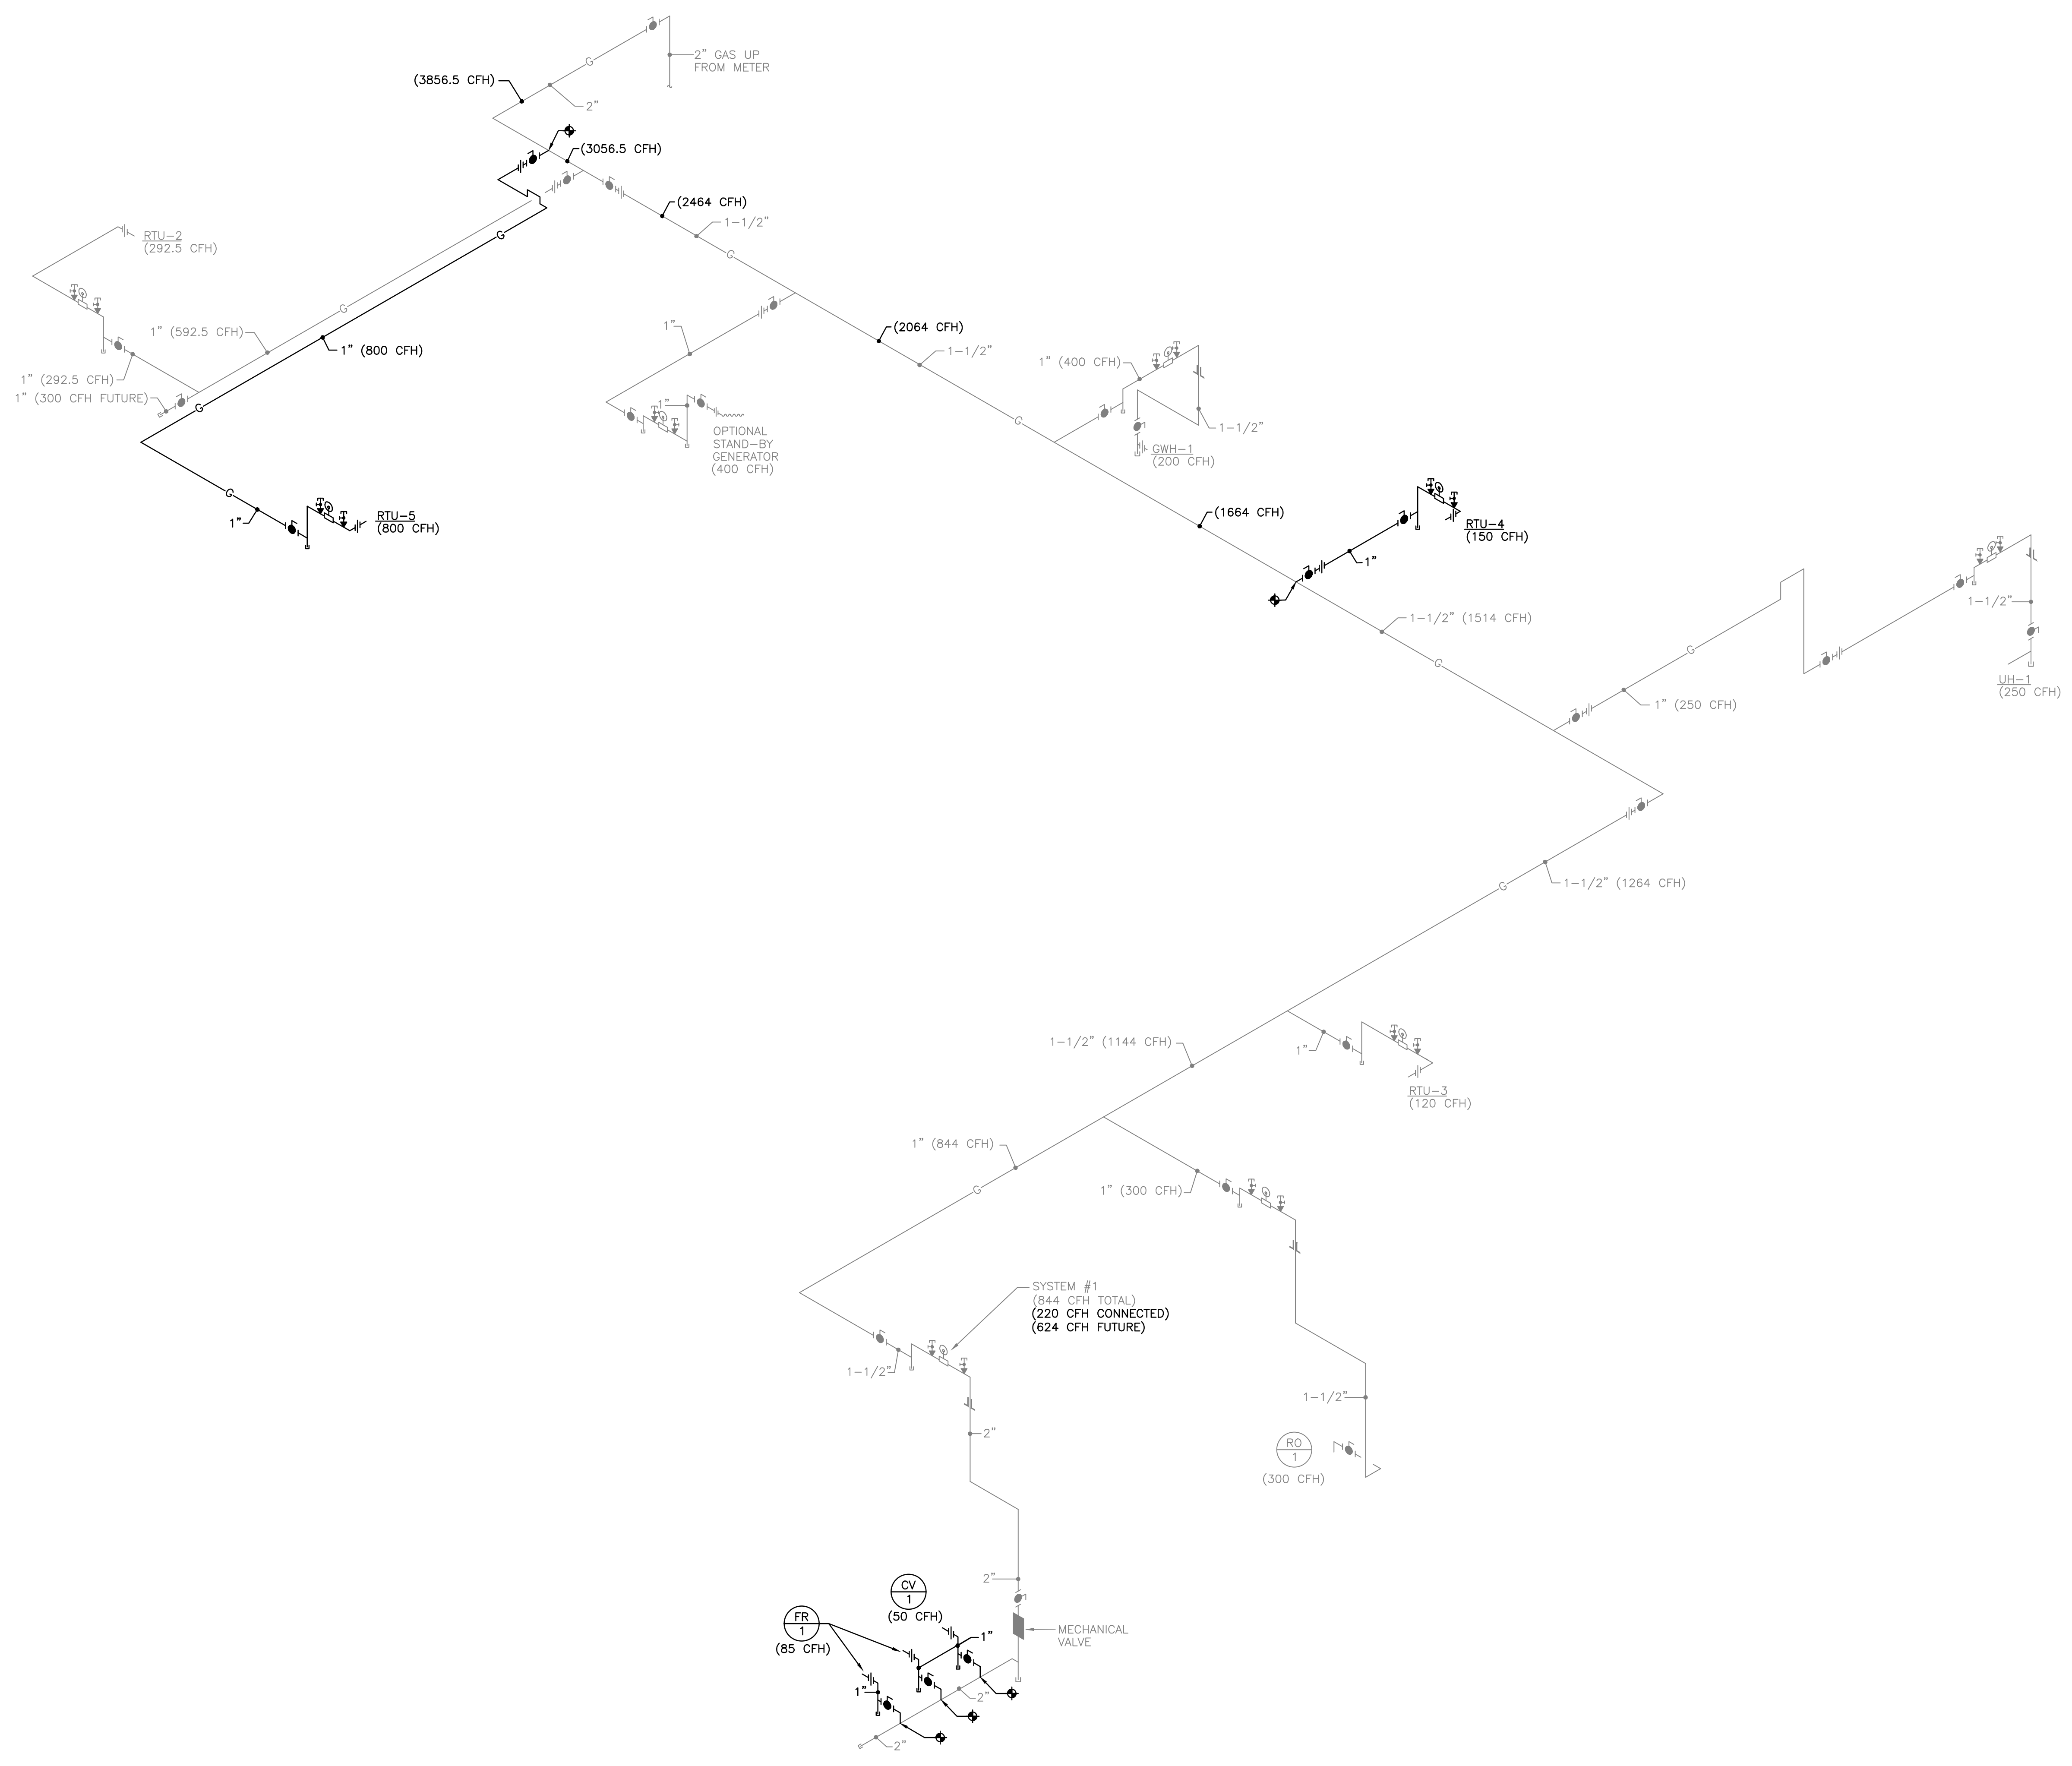 2" GAS UP
FROM METER
G
(3856.5 CFH)
2"
(3056.5 CFH)
(2464 CFH)
1-1/2"
G
G
RTU-2
(292.5 CFH)
G
1" (592.5 CFH)
1" (800 CFH)
1" (292.5 CFH)
1" (300 CFH FUTURE)
G
G
1"
RTU-5
(800 CFH)
1"
1"
OPTIONAL
STAND-BY
GENERATOR
(400 CFH)
(2064 CFH)
1-1/2"
G
1" (400 CFH)
1-1/2"
GWH-1
(200 CFH)
(1664 CFH)
RTU-4
(150 CFH)
1"
1-1/2" (1514 CFH)
G
G
1-1/2"
UH-1
(250 CFH)
1" (250 CFH)
1-1/2" (1264 CFH)
G
1-1/2" (1144 CFH)
1"
RTU-3
(120 CFH)
1" (844 CFH)
G
1" (300 CFH)
SYSTEM #1
(844 CFH TOTAL)
(220 CFH CONNECTED)
(624 CFH FUTURE)
1-1/2"
2"
1-1/2"
RO
1
(300 CFH)
2"
CV
1
(50 CFH)
FR
1
(85 CFH)
1"
MECHANICAL
VALVE
1"
2"
2"